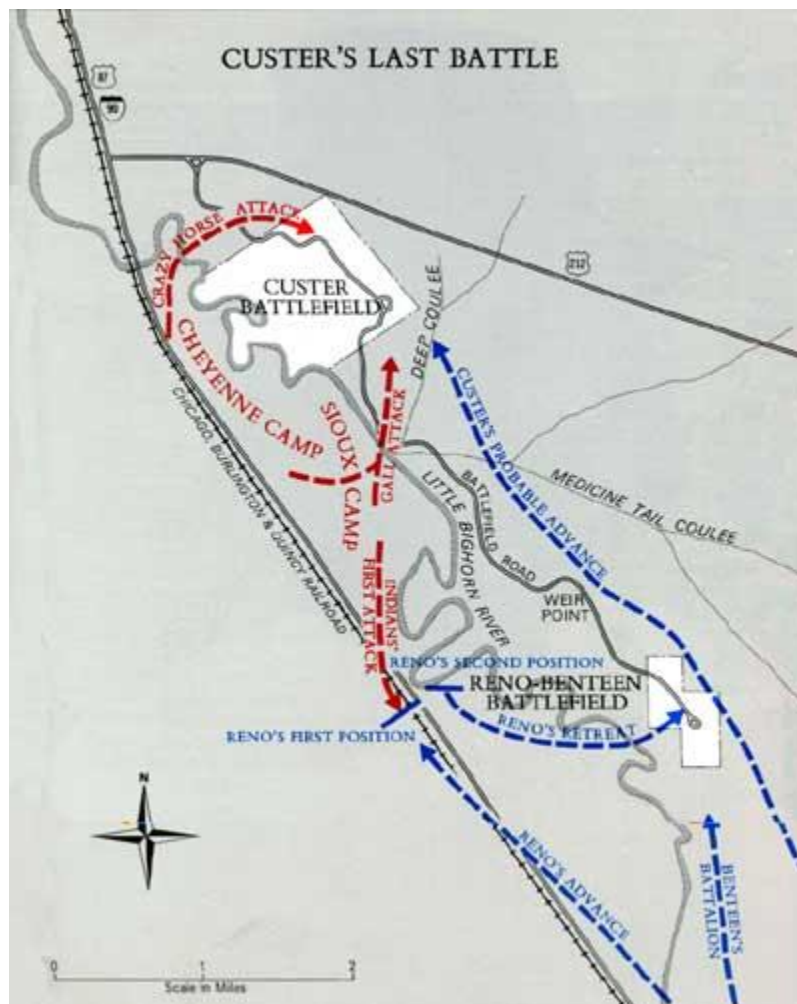 CUSTER'S LAST BATTLE
87
90
212
CRAZY HORSE ATTACK
CUSTER
BATTLEFIELD
DEEP COULEE
CHEYENNE CAMP
SIOUX CAMP
GALL ATTACK
CUSTER'S PROBABLE ADVANCE
CHICAGO, BURLINGTON & QUINCY RAILROAD
LITTLE BIGHORN RIVER
BATTLEFIELD ROAD
MEDICINE TAIL COULEE
WEIR
POINT
INDIANS'
FIRST ATTACK
RENO'S SECOND POSITION
RENO-BENTEEN
BATTLEFIELD
RENO'S RETREAT
RENO'S FIRST POSITION
N
RENO'S ADVANCE
BENTEEN'S
BATTALION
0 1 2
Scale in Miles